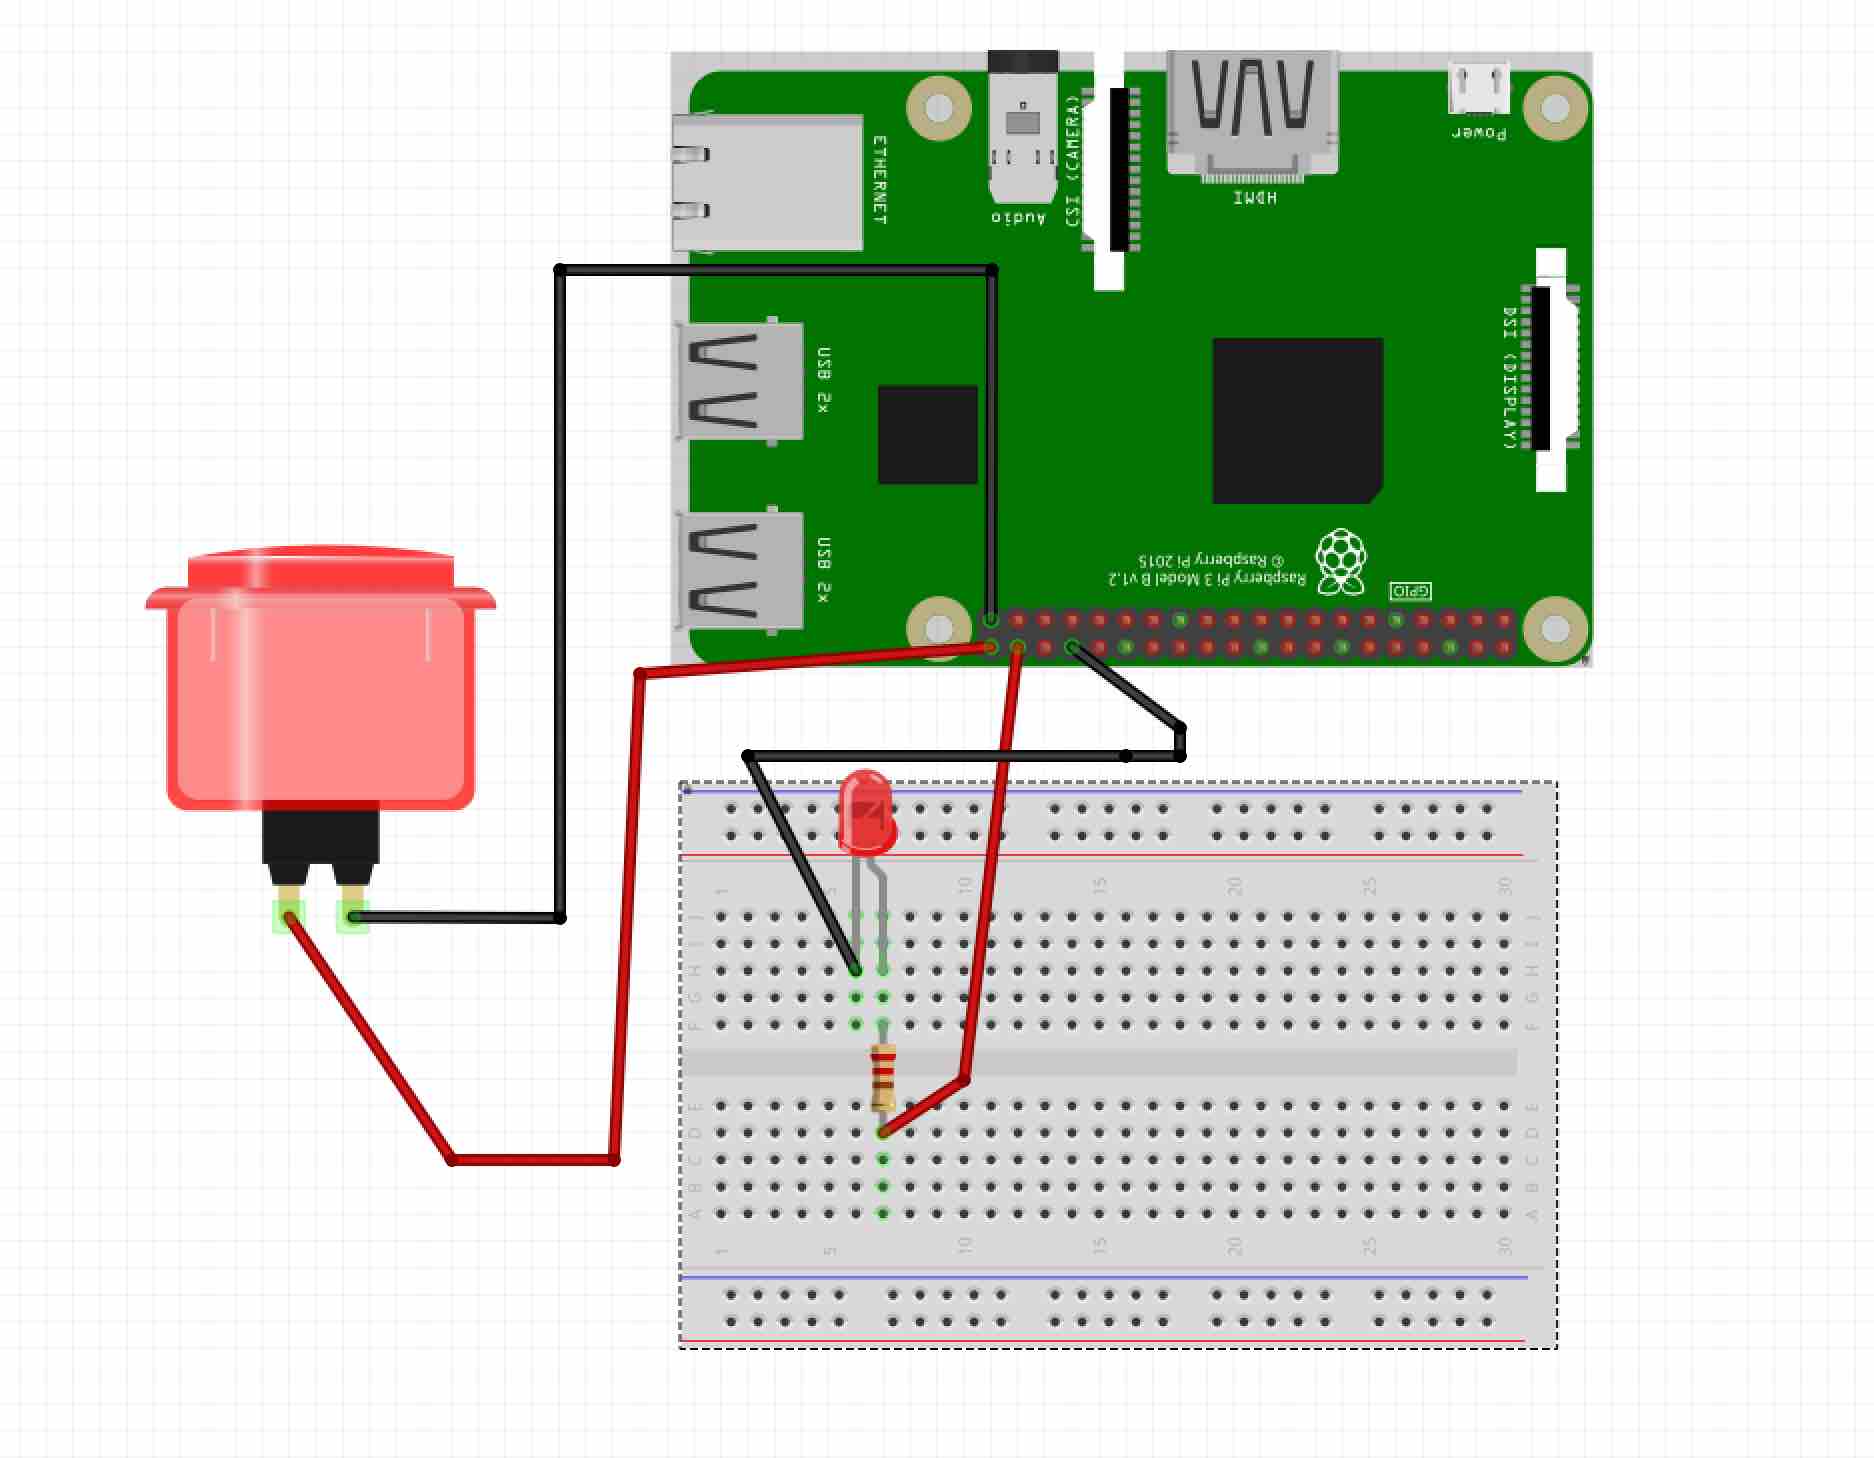 ETHERNET
Audio
CSI (CAMERA)
HDMI
Power
USB 2x
USB 2x
DSI (DISPLAY)
Raspberry Pi 3 Model B v1.2
© Raspberry Pi 2015
GPIO
1 5 10 15 20 25 30
J J
I I
H H
G G
F F
E E
D D
C C
B B
A A
1 5 10 15 20 25 30